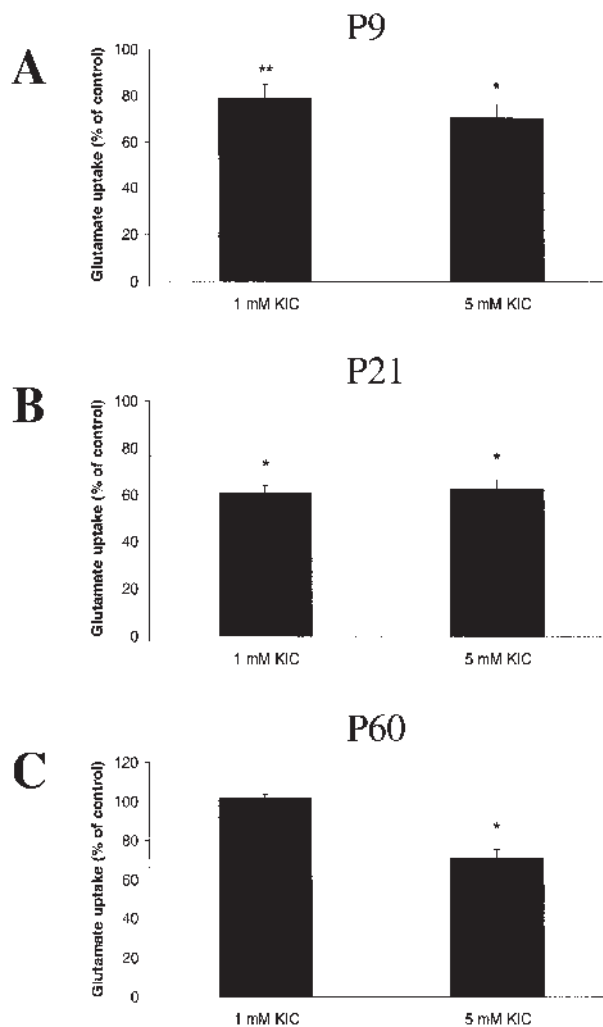 P9
A
Glutamate uptake (% of control)
100
80
60
40
20
0
**
*
1 mM KIC
5 mM KIC
P21
B
Glutamate uptake (% of control)
100
80
60
40
20
0
*
*
1 mM KIC
5 mM KIC
P60
C
Glutamate uptake (% of control)
120
100
80
60
40
20
0
*
1 mM KIC
5 mM KIC